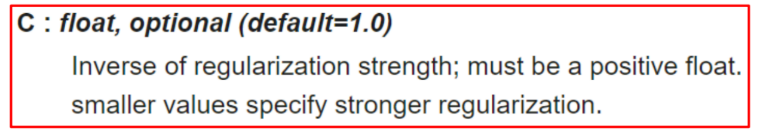 C : float, optional (default=1.0)
Inverse of regularization strength; must be a positive float.
smaller values specify stronger regularization.